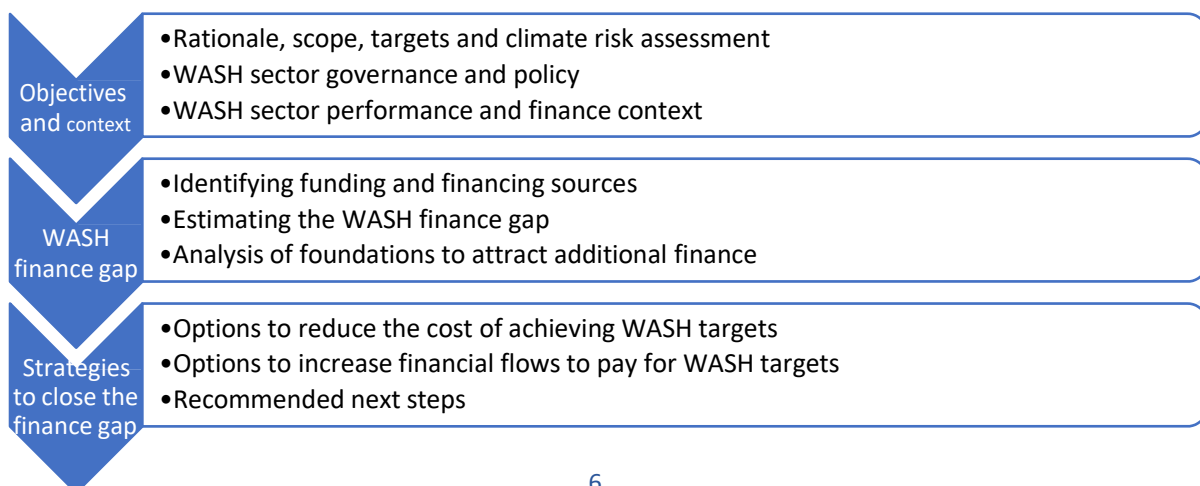 Objectives
and context
•Rationale, scope, targets and climate risk assessment
•WASH sector governance and policy
•WASH sector performance and finance context
WASH
finance gap
•Identifying funding and financing sources
•Estimating the WASH finance gap
•Analysis of foundations to attract additional finance
Strategies
to close the
finance gap
•Options to reduce the cost of achieving WASH targets
•Options to increase financial flows to pay for WASH targets
•Recommended next steps
6